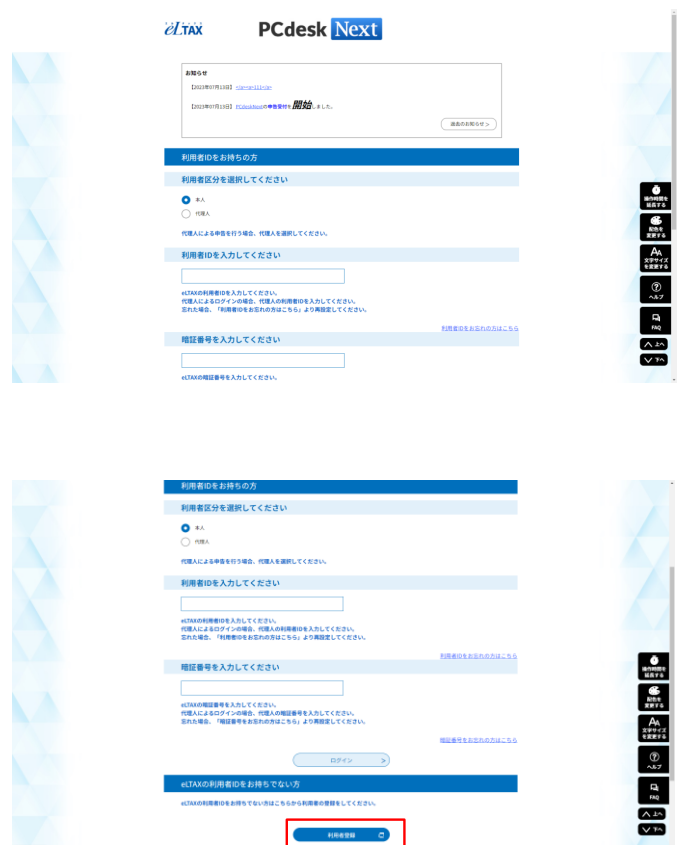 eLTAX
PCdesk Next
お知らせ
【2023年07月13日】 </a><a>111</a>
【2023年07月13日】 PCdeskNextの申告受付を開始しました。
過去のお知らせ >
利用者IDをお持ちの方
利用者区分を選択してください
本人
代理人
代理人による申告を行う場合、代理人を選択してください。
利用者IDを入力してください
eLTAXの利用者IDを入力してください。
代理人によるログインの場合、代理人の利用者IDを入力してください。
忘れた場合、「利用者IDをお忘れの方はこちら」より再設定してください。
利用者IDをお忘れの方はこちら
暗証番号を入力してください
eLTAXの暗証番号を入力してください。
操作時間を
延長する
配色を
変更する
AA
文字サイズ
を変更する
ヘルプ
FAQ
上へ
下へ
利用者IDをお持ちの方
利用者区分を選択してください
本人
代理人
代理人による申告を行う場合、代理人を選択してください。
利用者IDを入力してください
eLTAXの利用者IDを入力してください。
代理人によるログインの場合、代理人の利用者IDを入力してください。
忘れた場合、「利用者IDをお忘れの方はこちら」より再設定してください。
利用者IDをお忘れの方はこちら
暗証番号を入力してください
eLTAXの暗証番号を入力してください。
代理人によるログインの場合、代理人の暗証番号を入力してください。
忘れた場合、「暗証番号をお忘れの方はこちら」より再設定してください。
暗証番号をお忘れの方はこちら
ログイン >
eLTAXの利用者IDをお持ちでない方
eLTAXの利用者IDをお持ちでない方はこちらから利用者の登録をしてください。
利用者登録
操作時間を
延長する
配色を
変更する
AA
文字サイズ
を変更する
ヘルプ
FAQ
上へ
下へ